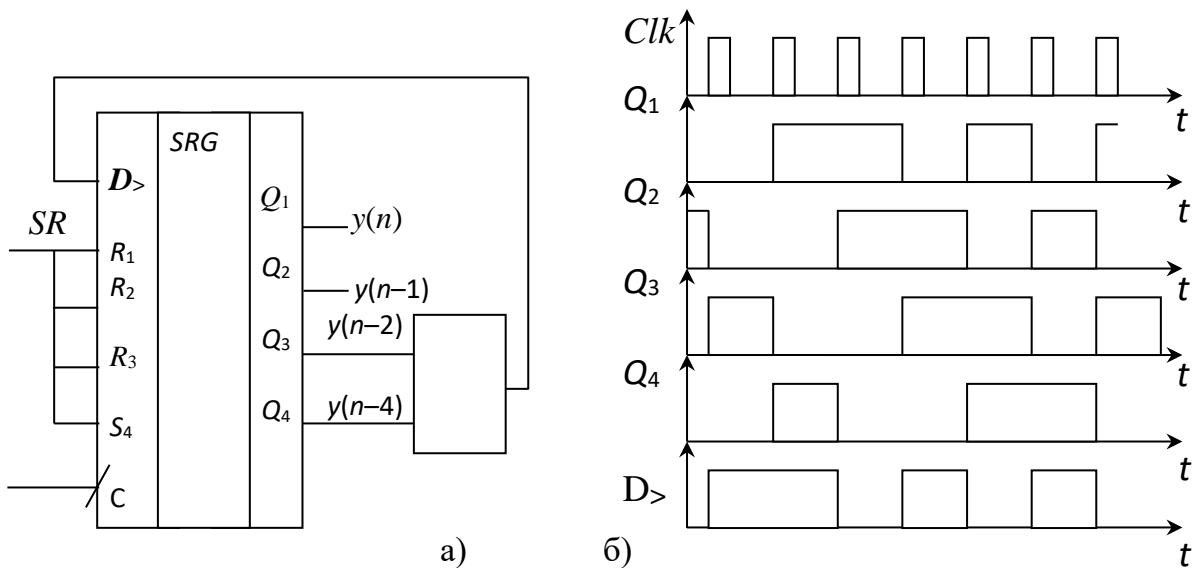 SRG
D>
SR
R₁
R₂
R₃
S₄
C
Q₁
Q₂
Q₃
Q₄
y(n)
y(n–1)
y(n–2)
y(n–4)
а)
Clk
t
Q₁
t
Q₂
t
Q₃
t
Q₄
t
D>
t
б)